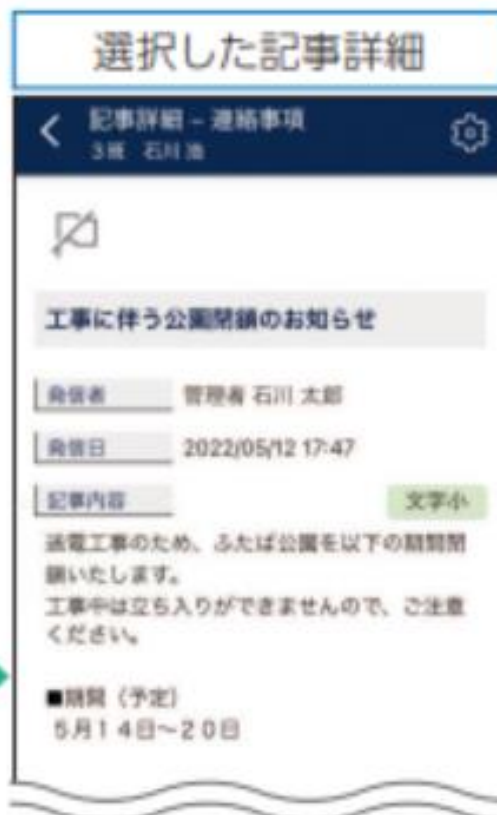 選択した記事詳細
記事詳細 – 連絡事項
3班 石川 浩
工事に伴う公園閉鎖のお知らせ
発信者 管理者 石川 太郎
発信日 2022/05/12 17:47
記事内容 文字小
送電工事のため、ふたば公園を以下の期間閉
鎖いたします。
工事中は立ち入りができませんので、ご注意
ください。
■期間（予定）
５月１４日～２０日